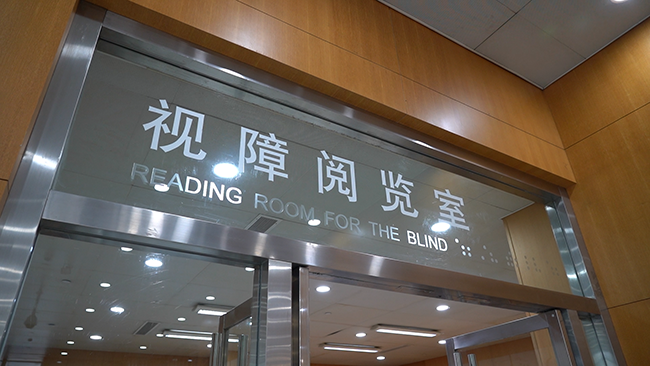 视障阅览室
READING ROOM FOR THE BLIND